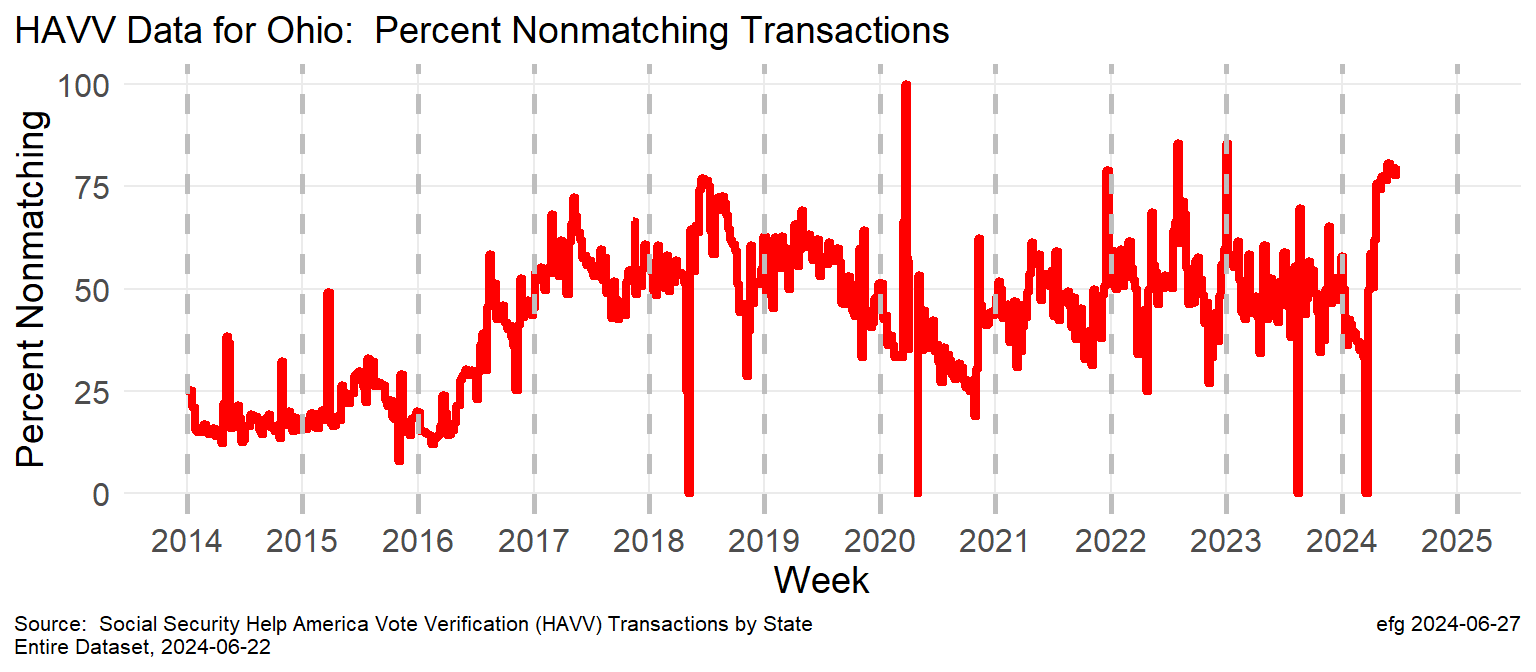 HAVV Data for Ohio:  Percent Nonmatching Transactions
Percent Nonmatching
100
75
50
25
0
2014 2015 2016 2017 2018 2019 2020 2021 2022 2023 2024 2025
Week
Source:  Social Security Help America Vote Verification (HAVV) Transactions by State
Entire Dataset, 2024-06-22
efg 2024-06-27